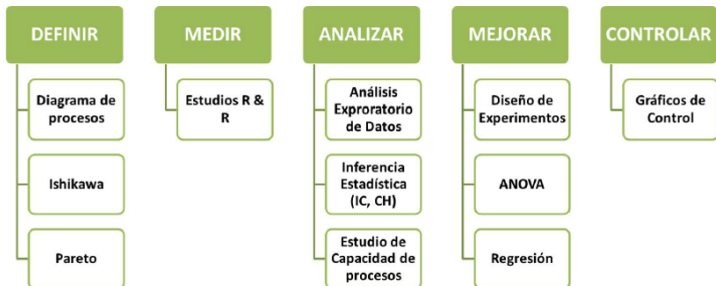 DEFINIR
Diagrama de
procesos
Ishikawa
Pareto
MEDIR
Estudios R &
R
ANALIZAR
Análisis
Exproratorio
de Datos
Inferencia
Estadística
(IC, CH)
Estudio de
Capacidad de
procesos
MEJORAR
Diseño de
Experimentos
ANOVA
Regresión
CONTROLAR
Gráficos de
Control